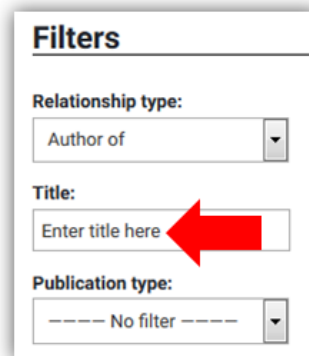 Filters
Relationship type:
Author of
Title:
Enter title here
Publication type:
–––– No filter ––––